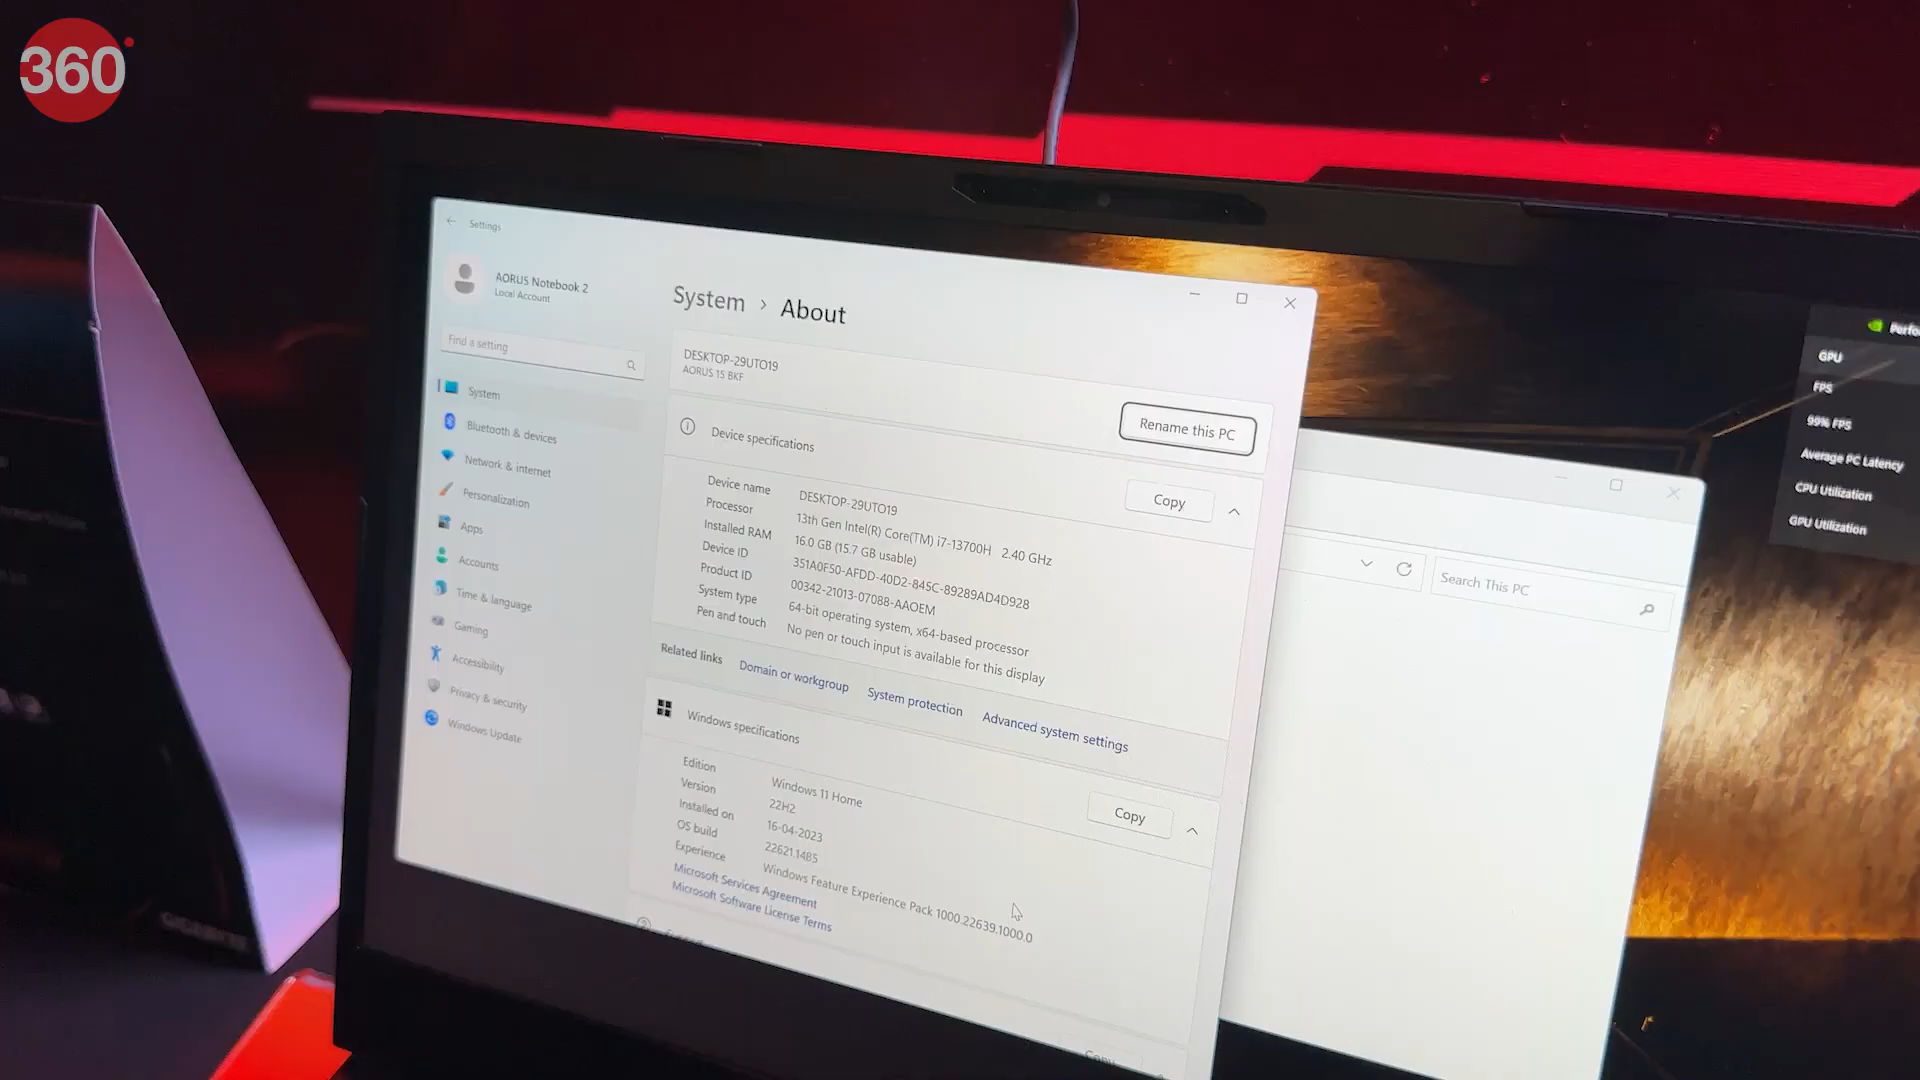 360
Settings
AORUS Notebook 2
Local Account
Find a setting
System
Bluetooth & devices
Network & internet
Personalization
Apps
Accounts
Time & language
Gaming
Accessibility
Privacy & security
Windows Update
System > About
DESKTOP-29UTO19
AORUS 15 BKF
Rename this PC
Device specifications
Copy
Device name DESKTOP-29UTO19
Processor 13th Gen Intel(R) Core(TM) i7-13700H 2.40 GHz
Installed RAM 16.0 GB (15.7 GB usable)
Device ID 351A0F50-AFDD-40D2-845C-89289AD4D928
Product ID 00342-21013-07088-AAOEM
System type 64-bit operating system, x64-based processor
Pen and touch No pen or touch input is available for this display
Related links Domain or workgroup System protection Advanced system settings
Windows specifications
Copy
Edition Windows 11 Home
Version 22H2
Installed on 16-04-2023
OS build 22621.1485
Experience Windows Feature Experience Pack 1000.22639.1000.0
Microsoft Services Agreement
Microsoft Software License Terms
Copy
Search This PC
GPU
FPS
99% FPS
Average PC Latency
CPU Utilization
GPU Utilization
GIGABYTE